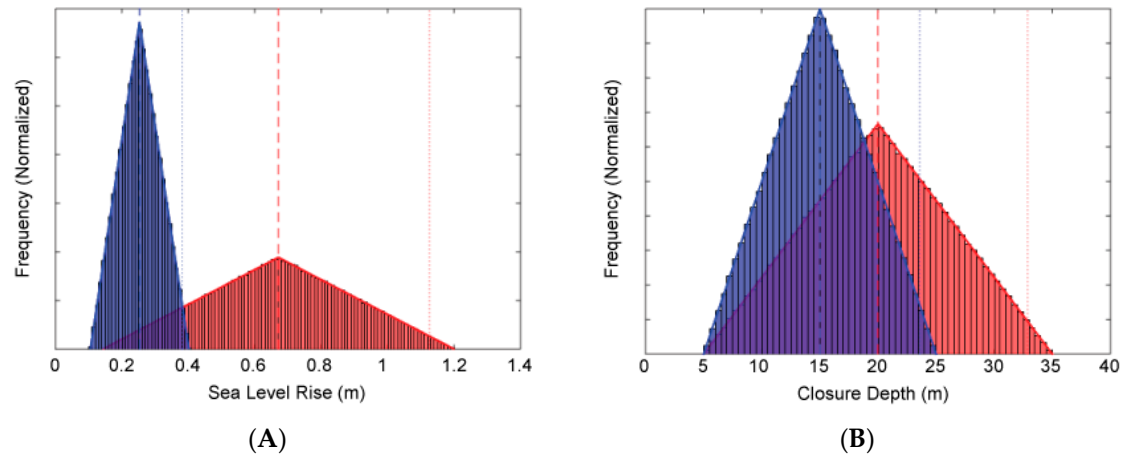 Frequency (Normalized)
0 0.2 0.4 0.6 0.8 1 1.2 1.4
Sea Level Rise (m)
(A)
Frequency (Normalized)
0 5 10 15 20 25 30 35 40
Closure Depth (m)
(B)